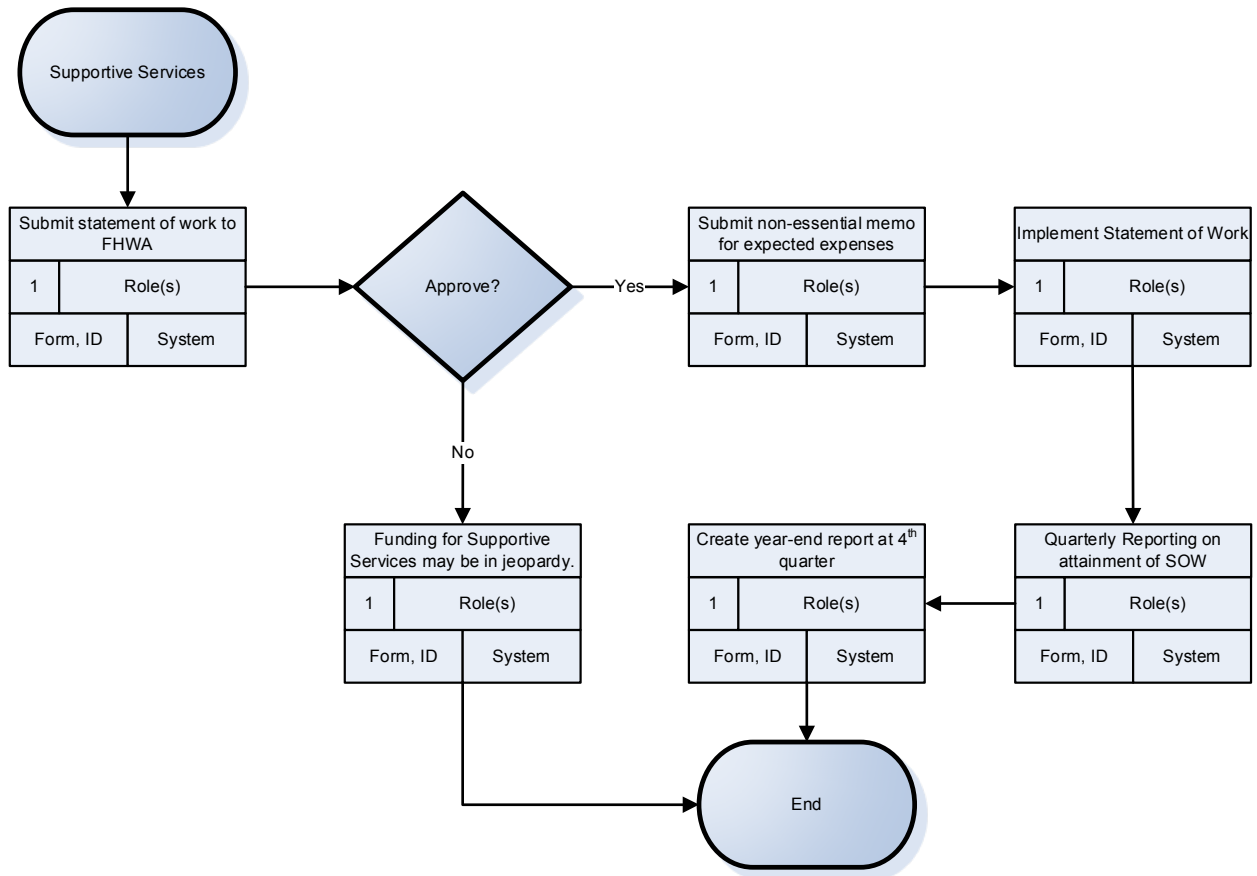 Supportive Services
Submit statement of work to
FHWA
1
Role(s)
Form, ID
System
Approve?
Yes
Submit non-essential memo
for expected expenses
1
Role(s)
Form, ID
System
Implement Statement of Work
1
Role(s)
Form, ID
System
No
Funding for Supportive
Services may be in jeopardy.
1
Role(s)
Form, ID
System
Create year-end report at 4th
quarter
1
Role(s)
Form, ID
System
Quarterly Reporting on
attainment of SOW
1
Role(s)
Form, ID
System
End